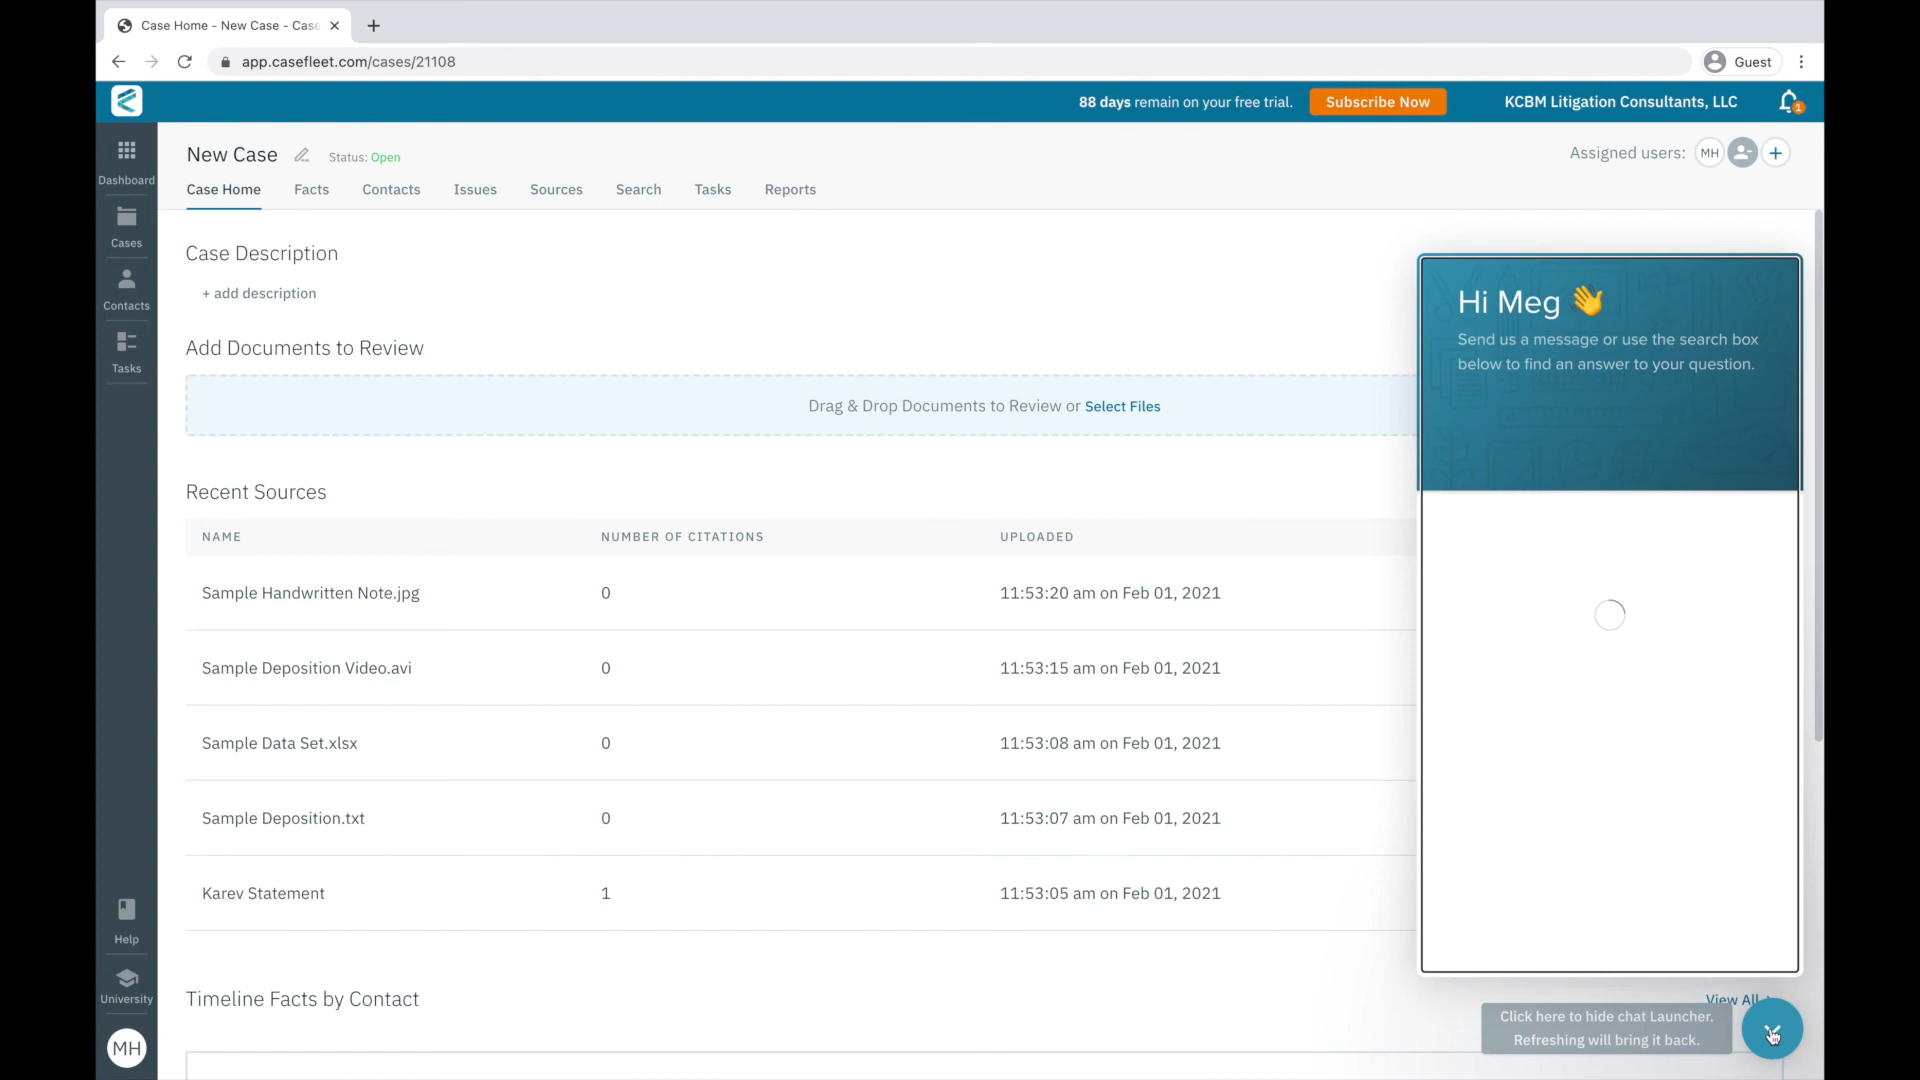 Case Home - New Case - Case
app.casefleet.com/cases/21108
Guest
88 days remain on your free trial.
Subscribe Now
KCBM Litigation Consultants, LLC
1
Dashboard
Cases
Contacts
Tasks
Help
University
MH
New Case
Status: Open
Assigned users:
MH
Case Home
Facts
Contacts
Issues
Sources
Search
Tasks
Reports
Case Description
+ add description
Add Documents to Review
Drag & Drop Documents to Review or Select Files
Recent Sources
NAME
NUMBER OF CITATIONS
UPLOADED
Sample Handwritten Note.jpg
0
11:53:20 am on Feb 01, 2021
Sample Deposition Video.avi
0
11:53:15 am on Feb 01, 2021
Sample Data Set.xlsx
0
11:53:08 am on Feb 01, 2021
Sample Deposition.txt
0
11:53:07 am on Feb 01, 2021
Karev Statement
1
11:53:05 am on Feb 01, 2021
Timeline Facts by Contact
View All
Hi Meg 👋
Send us a message or use the search box
below to find an answer to your question.
Click here to hide chat Launcher.
Refreshing will bring it back.